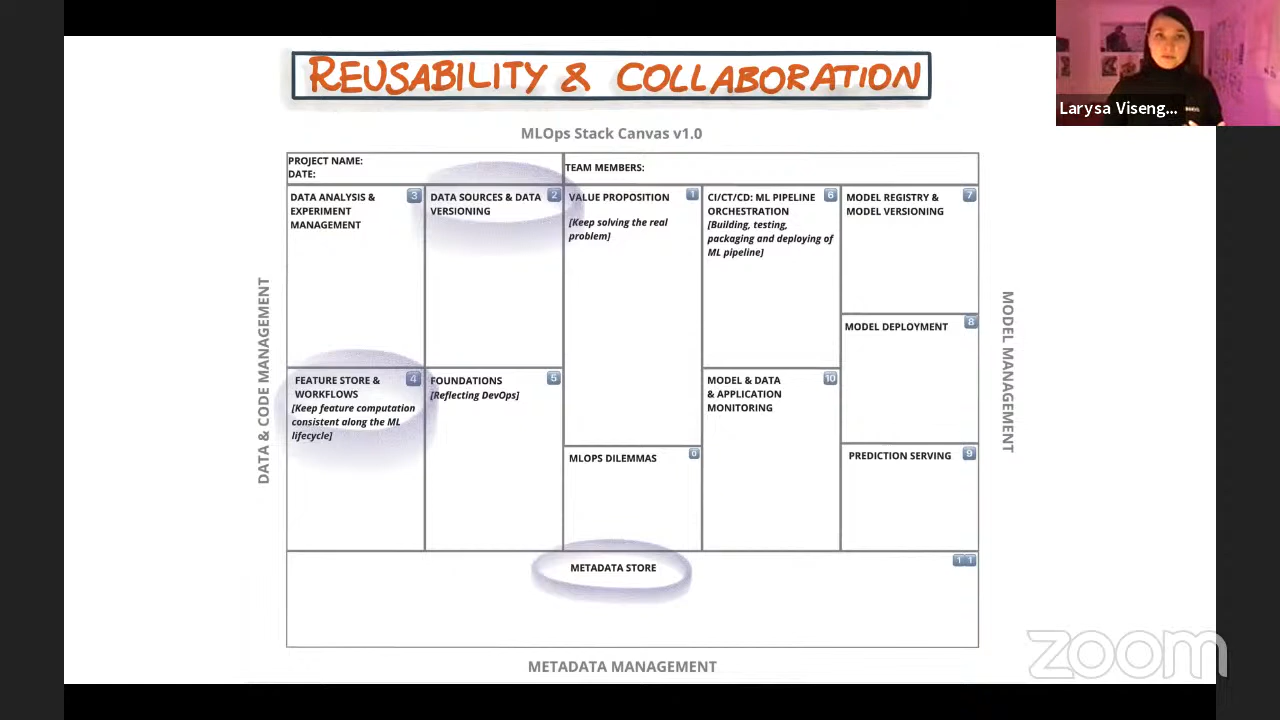 REUSABILITY & COLLABORATION
Larysa Viseng...
MLOps Stack Canvas v1.0
PROJECT NAME:
DATE:
TEAM MEMBERS:
DATA ANALYSIS &
EXPERIMENT
MANAGEMENT
3
DATA SOURCES & DATA
VERSIONING
2
VALUE PROPOSITION
1
[Keep solving the real
problem]
CI/CT/CD: ML PIPELINE
ORCHESTRATION
6
[Building, testing,
packaging and deploying of
ML pipeline]
MODEL REGISTRY &
MODEL VERSIONING
7
MODEL DEPLOYMENT
8
FEATURE STORE &
WORKFLOWS
4
[Keep feature computation
consistent along the ML
lifecycle]
FOUNDATIONS
5
[Reflecting DevOps]
MLOPS DILEMMAS
0
MODEL & DATA
& APPLICATION
MONITORING
10
PREDICTION SERVING
9
METADATA STORE
11
DATA & CODE MANAGEMENT
MODEL MANAGEMENT
METADATA MANAGEMENT
zoom